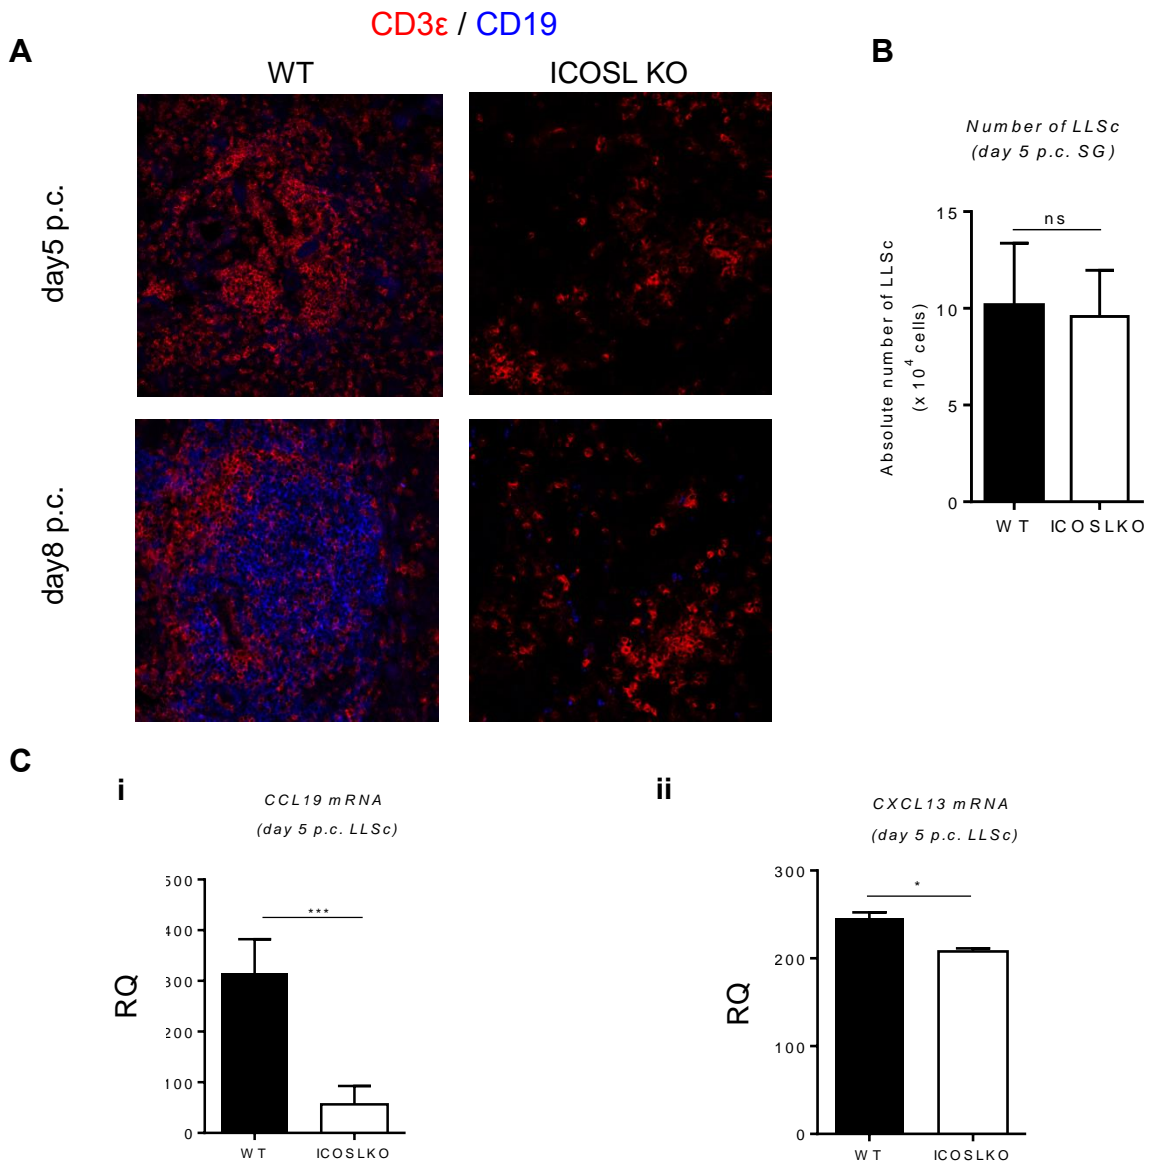 CD3ε / CD19
A
B
WT
ICOSL KO
day5 p.c.
day8 p.c.
Number of LLSc
(day 5 p.c. SG)
Absolute number of LLSc
(x 10^4 cells)
15
10
5
0
ns
WT
ICOSLKO
C
i
CCL19 mRNA
(day 5 p.c. LLSc)
RQ
500
400
300
200
100
0
***
WT
ICOSLKO
ii
CXCL13 mRNA
(day 5 p.c. LLSc)
RQ
300
200
100
0
*
WT
ICOSLKO